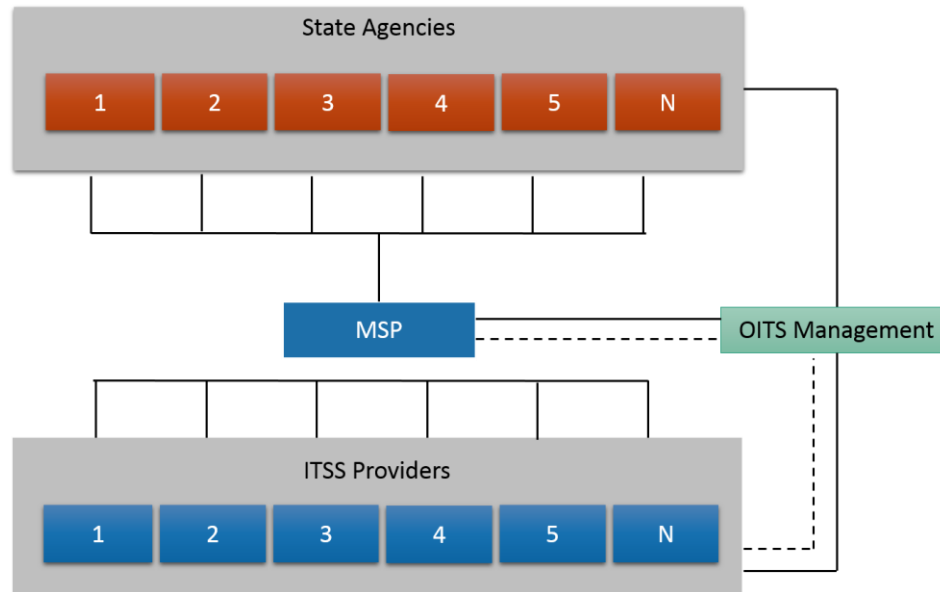 State Agencies
1 2 3 4 5 N
MSP
OITS Management
ITSS Providers
1 2 3 4 5 N